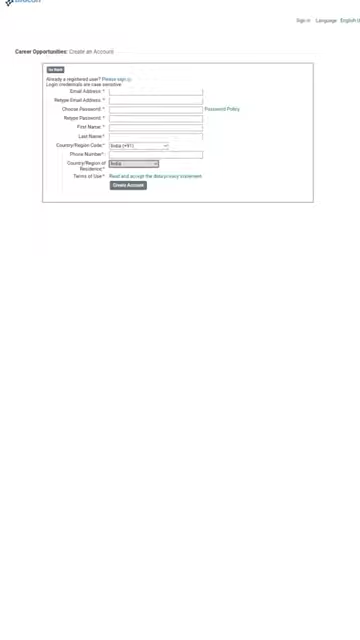 Sign in Language English U
Career Opportunities: Create an Account
Go Back
Already a registered user? Please sign in
Login credentials are case sensitive
Email Address:*
Retype Email Address:*
Choose Password:* Password Policy
Retype Password:*
First Name:*
Last Name:*
Country/Region Code:* India (+91)
Phone Number:*
Country/Region of India
Residence:*
Terms of Use:* Read and accept the data privacy statement.
Create Account